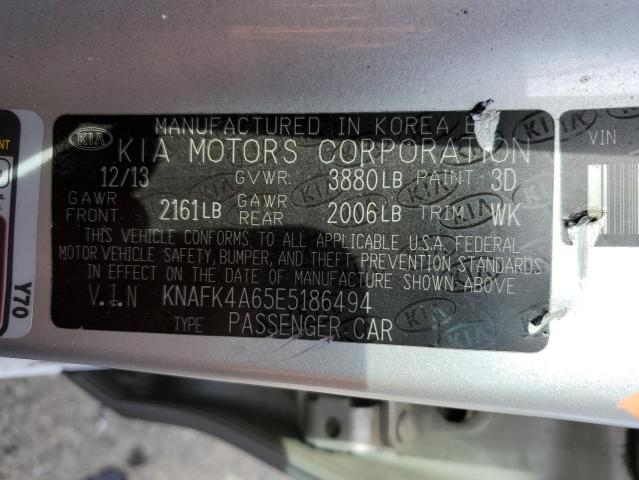 MANUFACTURED IN KOREA
KIA KIA MOTORS CORPORATION
12/13 GVWR. 3880LB PAINT 3D
GAWR FRONT 2161LB GAWR REAR 2006LB TRIM WK
THIS VEHICLE CONFORMS TO ALL APPLICABLE U.S.A. FEDERAL
MOTOR VEHICLE SAFETY, BUMPER, AND THEFT PREVENTION STANDARDS
IN EFFECT ON THE DATE OF MANUFACTURE SHOWN ABOVE
V.I.N KNAFK4A65E5186494
TYPE PASSENGER CAR
Y70
VIN